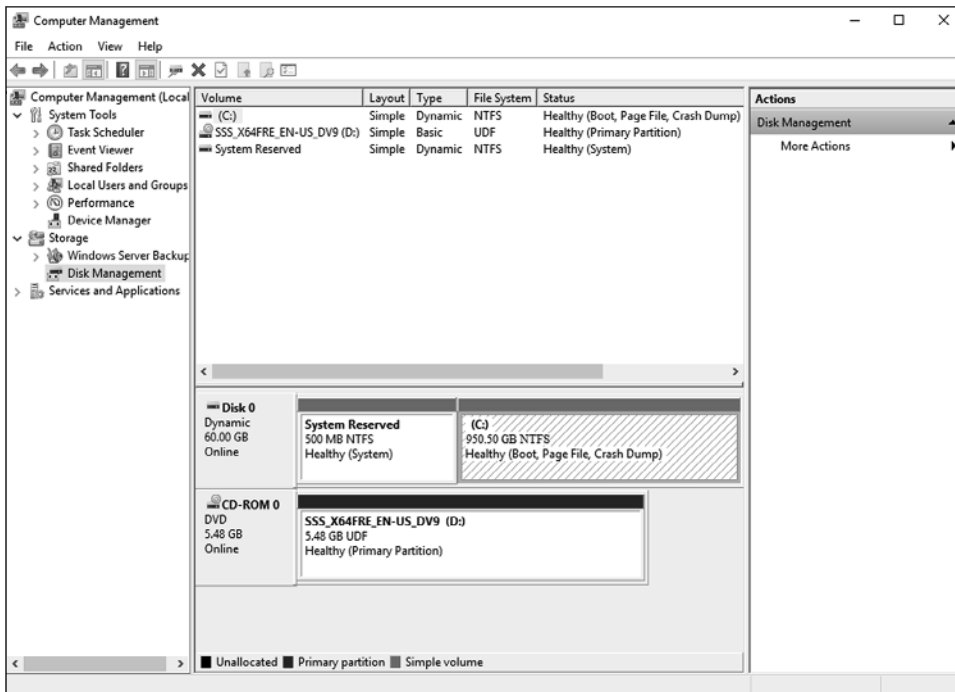 Computer Management
File Action View Help
Computer Management (Local
System Tools
Task Scheduler
Event Viewer
Shared Folders
Local Users and Groups
Performance
Device Manager
Storage
Windows Server Backup
Disk Management
Services and Applications
Volume Layout Type File System Status
(C:) Simple Dynamic NTFS Healthy (Boot, Page File, Crash Dump)
SSS_X64FRE_EN-US_DV9 (D:) Simple Basic UDF Healthy (Primary Partition)
System Reserved Simple Dynamic NTFS Healthy (System)
Disk 0
Dynamic
60.00 GB
Online
System Reserved
500 MB NTFS
Healthy (System)
(C:)
950.50 GB NTFS
Healthy (Boot, Page File, Crash Dump)
CD-ROM 0
DVD
5.48 GB
Online
SSS_X64FRE_EN-US_DV9 (D:)
5.48 GB UDF
Healthy (Primary Partition)
Unallocated Primary partition Simple volume
Actions
Disk Management
More Actions